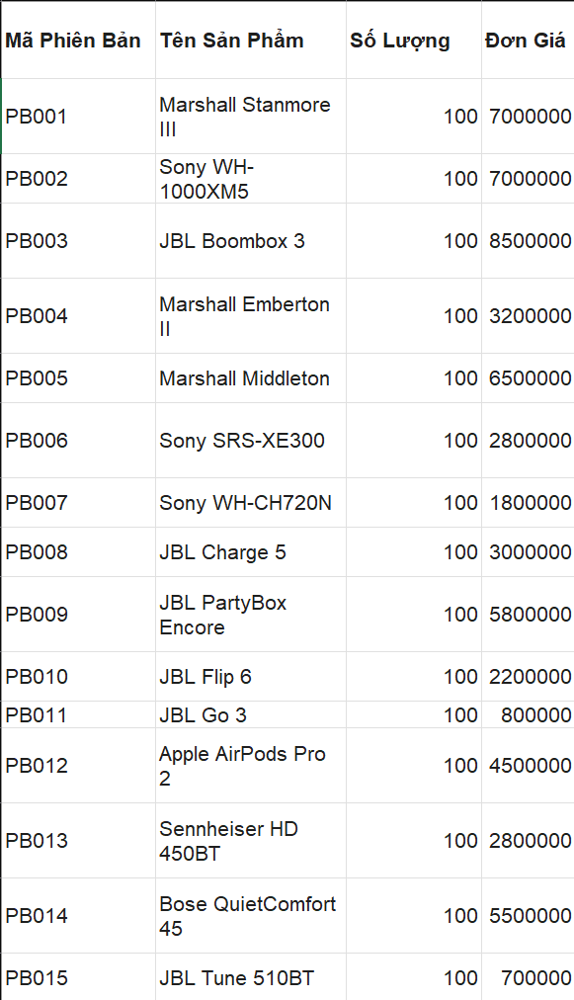 Mã Phiên Bản Tên Sản Phẩm Số Lượng Đơn Giá
PB001 Marshall Stanmore III 100 7000000
PB002 Sony WH-1000XM5 100 7000000
PB003 JBL Boombox 3 100 8500000
PB004 Marshall Emberton II 100 3200000
PB005 Marshall Middleton 100 6500000
PB006 Sony SRS-XE300 100 2800000
PB007 Sony WH-CH720N 100 1800000
PB008 JBL Charge 5 100 3000000
PB009 JBL PartyBox Encore 100 5800000
PB010 JBL Flip 6 100 2200000
PB011 JBL Go 3 100 800000
PB012 Apple AirPods Pro 2 100 4500000
PB013 Sennheiser HD 450BT 100 2800000
PB014 Bose QuietComfort 45 100 5500000
PB015 JBL Tune 510BT 100 700000